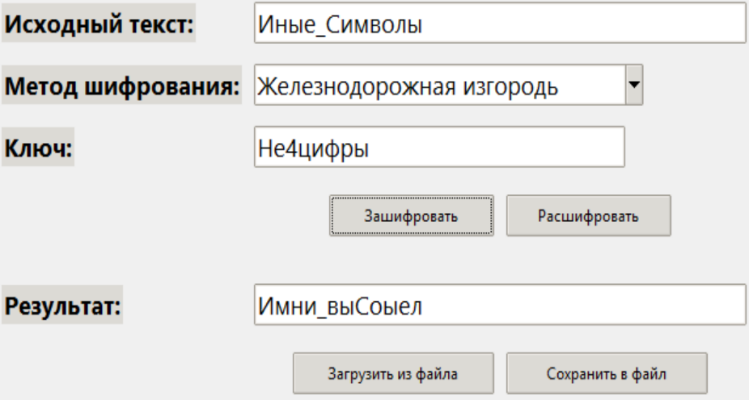 Исходный текст: Иные_Символы
Метод шифрования: Железнодорожная изгородь
Ключ: Не4цифры
Зашифровать Расшифровать
Результат: Имни_выСоыел
Загрузить из файла Сохранить в файл